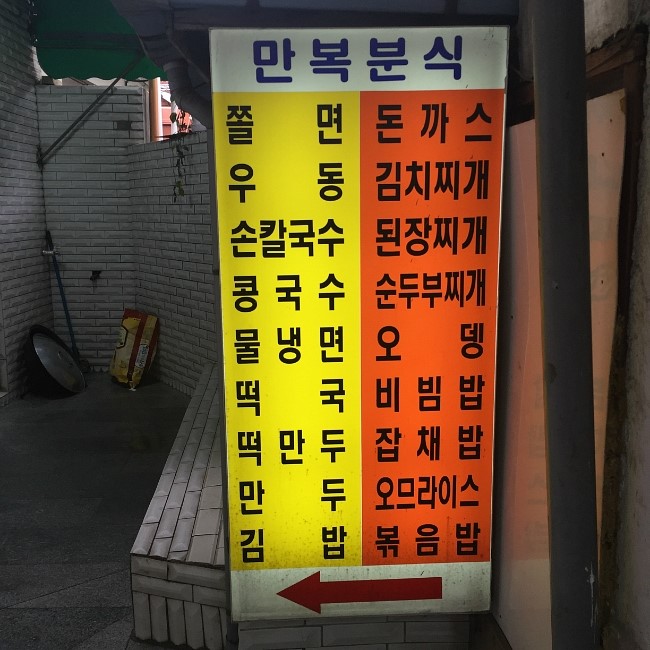 만복분식
쫄면
우동
손칼국수
콩국수
물냉면
떡국
떡만두
만두
김밥
돈까스
김치찌개
된장찌개
순두부찌개
오뎅
비빔밥
잡채밥
오므라이스
볶음밥